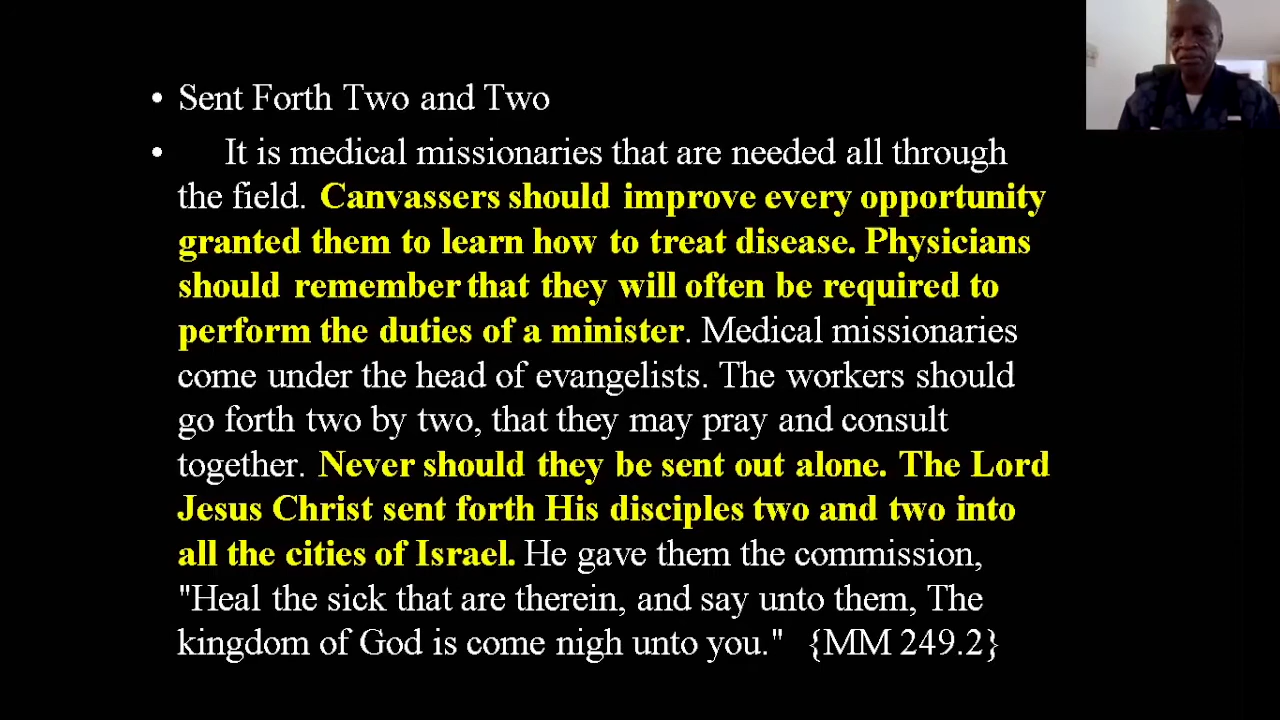 • Sent Forth Two and Two
• It is medical missionaries that are needed all through
the field. Canvassers should improve every opportunity
granted them to learn how to treat disease. Physicians
should remember that they will often be required to
perform the duties of a minister. Medical missionaries
come under the head of evangelists. The workers should
go forth two by two, that they may pray and consult
together. Never should they be sent out alone. The Lord
Jesus Christ sent forth His disciples two and two into
all the cities of Israel. He gave them the commission,
"Heal the sick that are therein, and say unto them, The
kingdom of God is come nigh unto you." {MM 249.2}